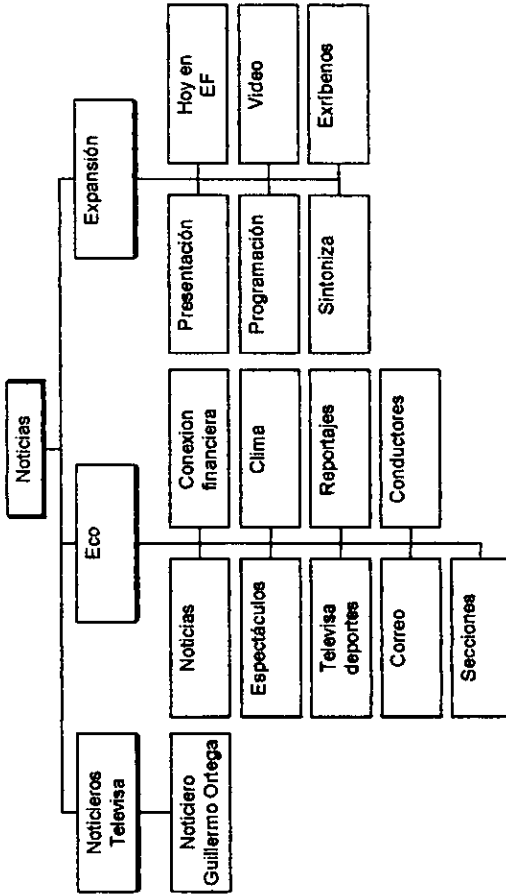 Noticias
Noticieros
Televisa
Eco
Expansión
Noticiero
Guillermo Ortega
Noticias
Conexion
financiera
Espectáculos
Clima
Televisa
deportes
Reportajes
Correo
Conductores
Secciones
Presentación
Hoy en
EF
Programación
Video
Sintoniza
Exríbenos